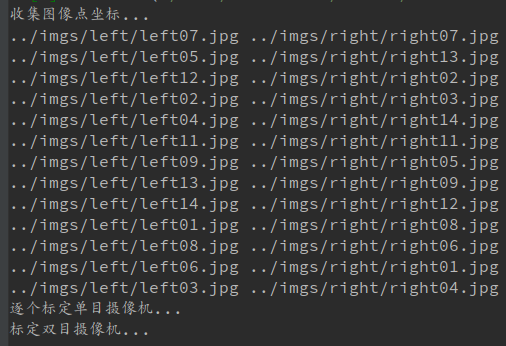 收集图像点坐标...
../imgs/left/left07.jpg ../imgs/right/right07.jpg
../imgs/left/left05.jpg ../imgs/right/right13.jpg
../imgs/left/left12.jpg ../imgs/right/right02.jpg
../imgs/left/left02.jpg ../imgs/right/right03.jpg
../imgs/left/left04.jpg ../imgs/right/right14.jpg
../imgs/left/left11.jpg ../imgs/right/right11.jpg
../imgs/left/left09.jpg ../imgs/right/right05.jpg
../imgs/left/left13.jpg ../imgs/right/right09.jpg
../imgs/left/left14.jpg ../imgs/right/right12.jpg
../imgs/left/left01.jpg ../imgs/right/right08.jpg
../imgs/left/left08.jpg ../imgs/right/right06.jpg
../imgs/left/left06.jpg ../imgs/right/right01.jpg
../imgs/left/left03.jpg ../imgs/right/right04.jpg
逐个标定单目摄像机...
标定双目摄像机...